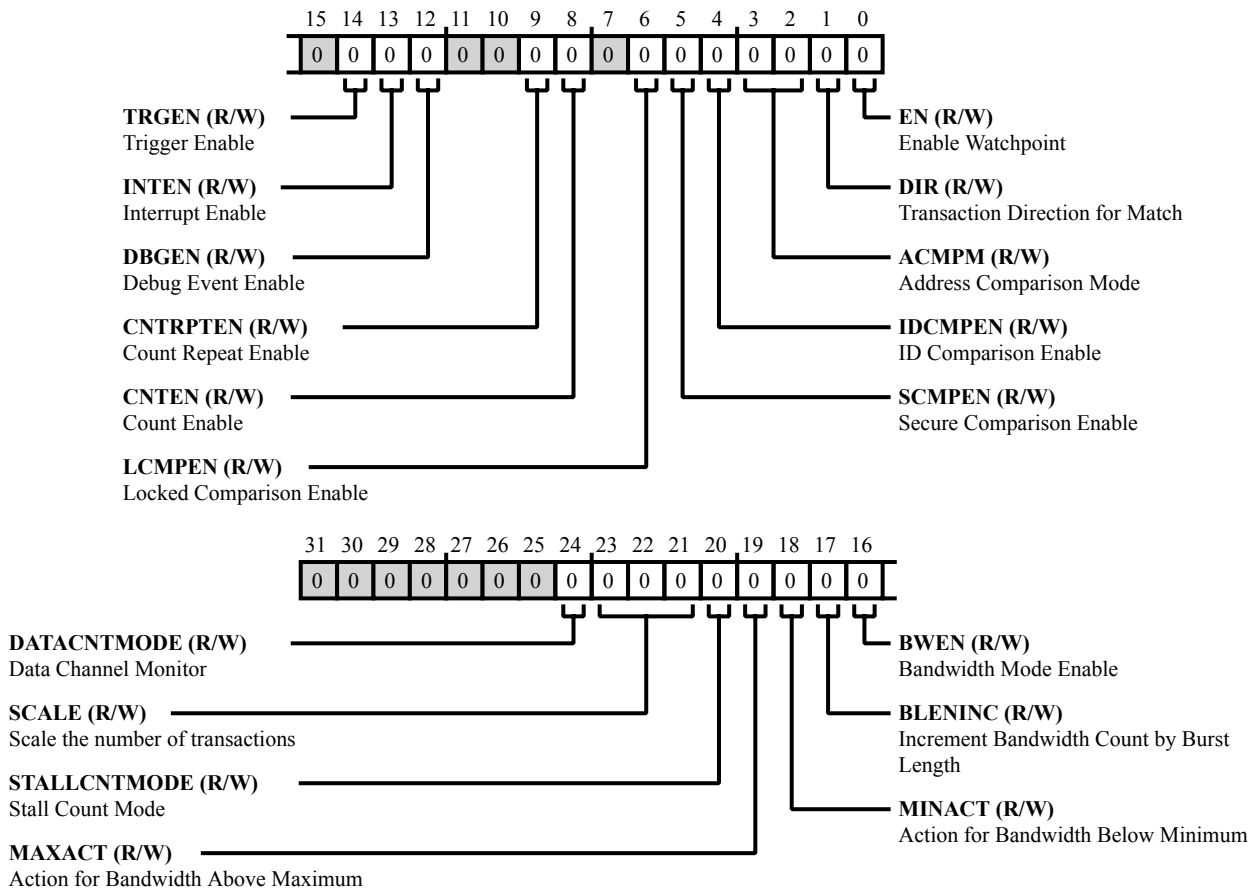 15 14 13 12 11 10 9 8 7 6 5 4 3 2 1 0
0 0 0 0 0 0 0 0 0 0 0 0 0 0 0 0
TRGEN (R/W)
Trigger Enable
INTEN (R/W)
Interrupt Enable
DBGEN (R/W)
Debug Event Enable
CNTRPTEN (R/W)
Count Repeat Enable
CNTEN (R/W)
Count Enable
LCMPEN (R/W)
Locked Comparison Enable
EN (R/W)
Enable Watchpoint
DIR (R/W)
Transaction Direction for Match
ACMPM (R/W)
Address Comparison Mode
IDCMPEN (R/W)
ID Comparison Enable
SCMPEN (R/W)
Secure Comparison Enable
31 30 29 28 27 26 25 24 23 22 21 20 19 18 17 16
0 0 0 0 0 0 0 0 0 0 0 0 0 0 0 0
DATACNTMODE (R/W)
Data Channel Monitor
SCALE (R/W)
Scale the number of transactions
STALLCNTMODE (R/W)
Stall Count Mode
MAXACT (R/W)
Action for Bandwidth Above Maximum
BWEN (R/W)
Bandwidth Mode Enable
BLENINC (R/W)
Increment Bandwidth Count by Burst
Length
MINACT (R/W)
Action for Bandwidth Below Minimum